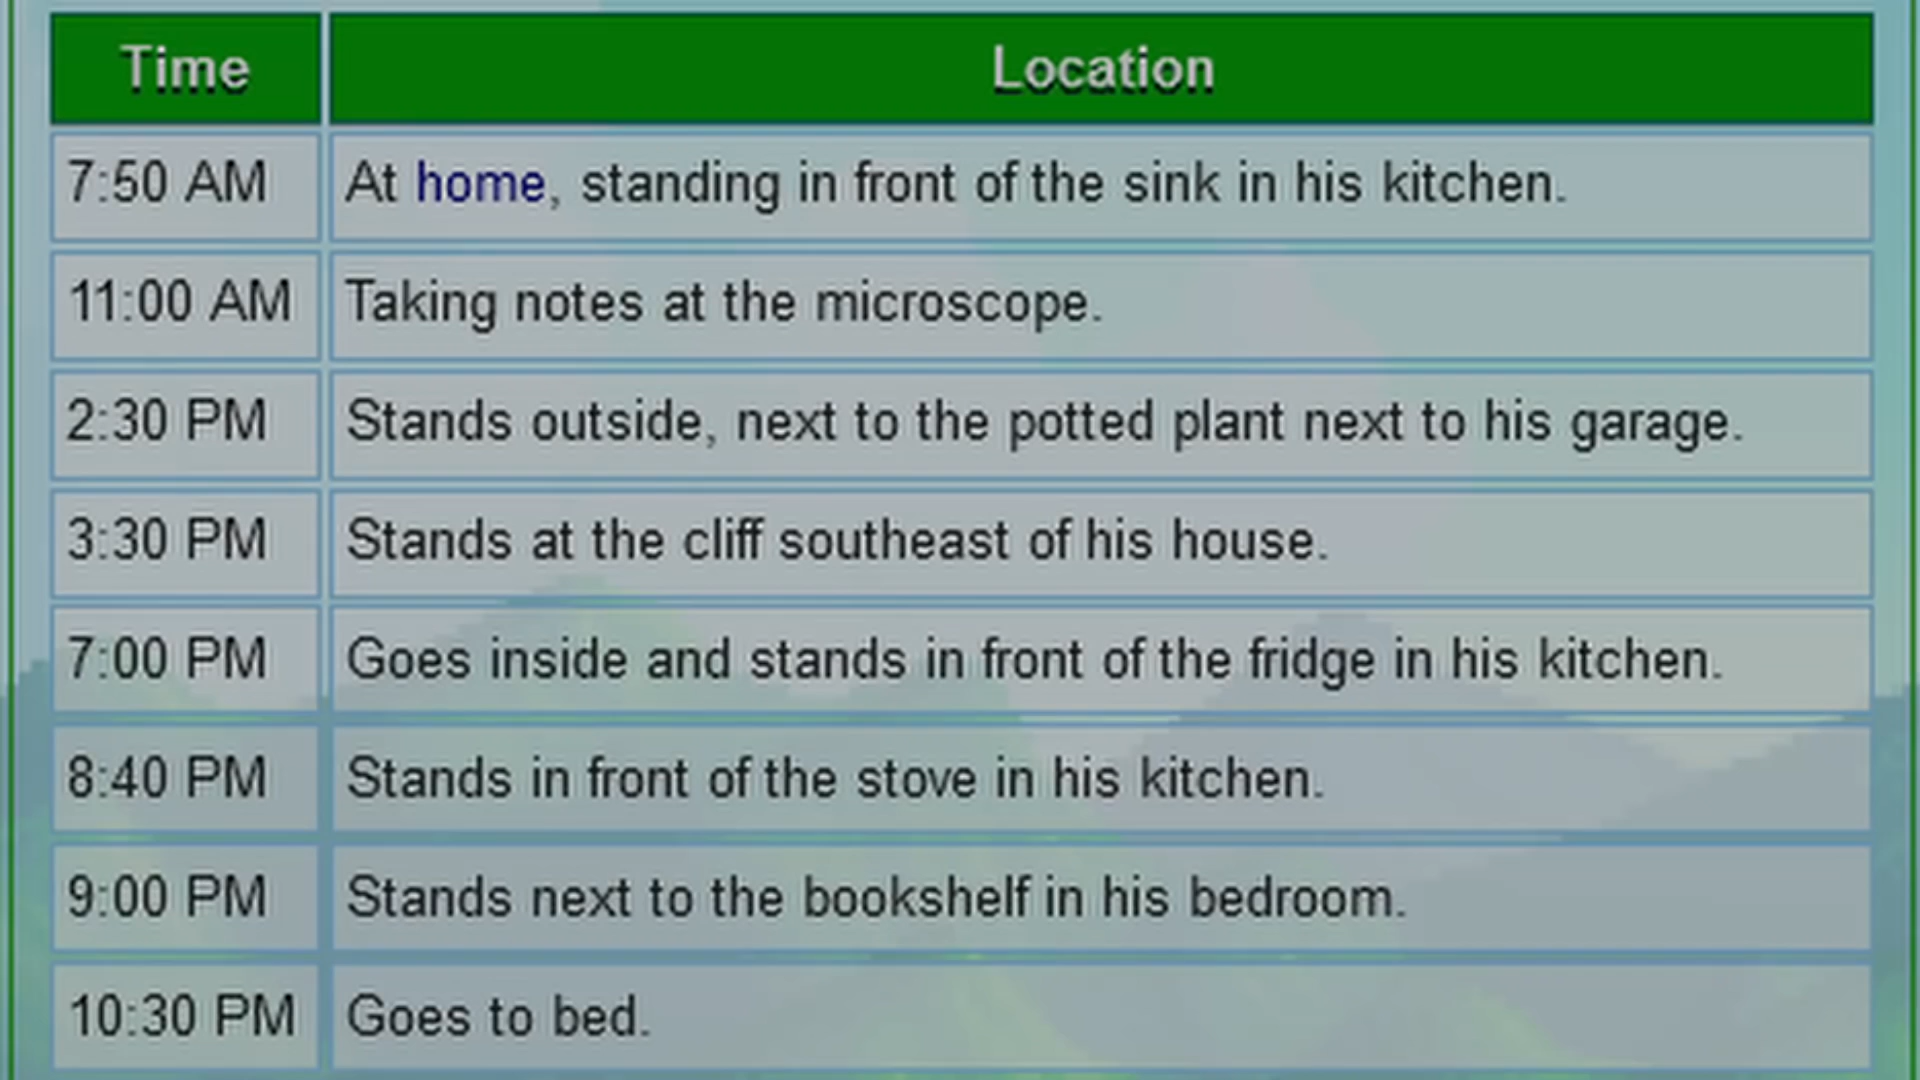 Time Location
7:50 AM At home, standing in front of the sink in his kitchen.
11:00 AM Taking notes at the microscope.
2:30 PM Stands outside, next to the potted plant next to his garage.
3:30 PM Stands at the cliff southeast of his house.
7:00 PM Goes inside and stands in front of the fridge in his kitchen.
8:40 PM Stands in front of the stove in his kitchen.
9:00 PM Stands next to the bookshelf in his bedroom.
10:30 PM Goes to bed.